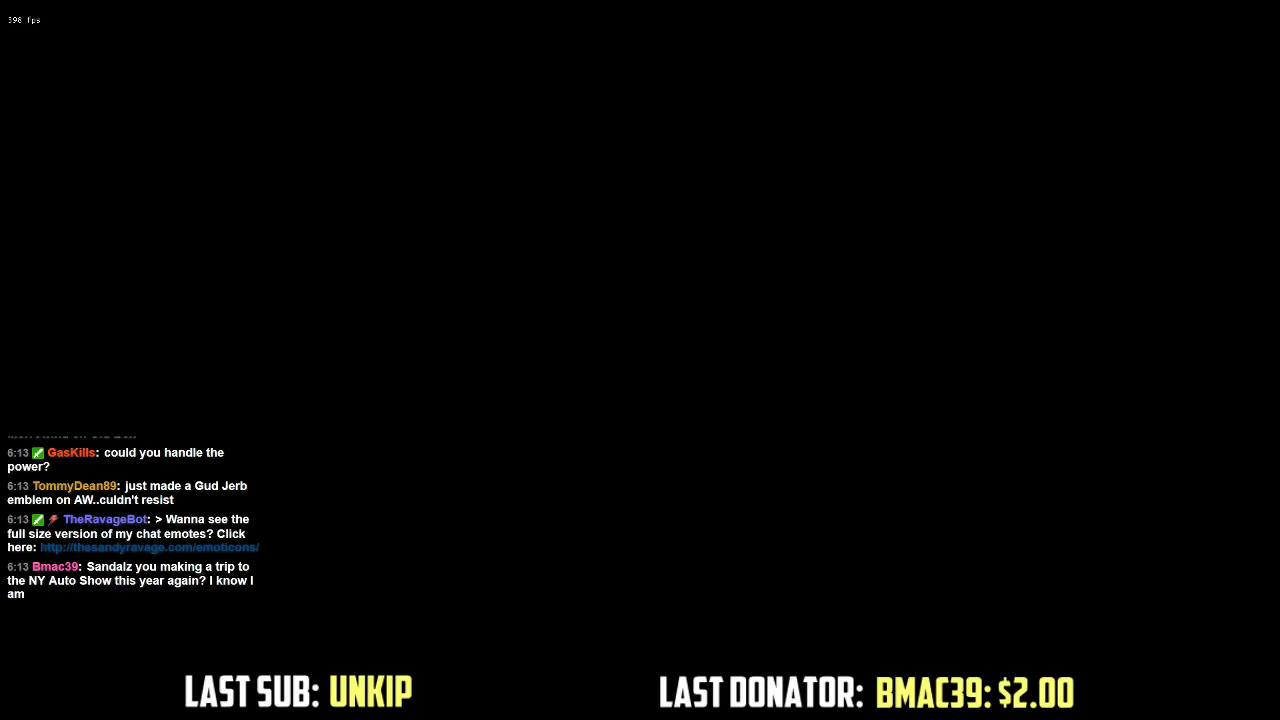 398 fps
6:13 GasKills: could you handle the
power?
6:13 TommyDean89: just made a Gud Jerb
emblem on AW..culdn't resist
6:13 TheRavageBot: > Wanna see the
full size version of my chat emotes? Click
here: http://thesandyravage.com/emoticons/
6:13 Bmac39: Sandalz you making a trip to
the NY Auto Show this year again? I know I
am
LAST SUB: UNKIP
LAST DONATOR: BMAC39: $2.00